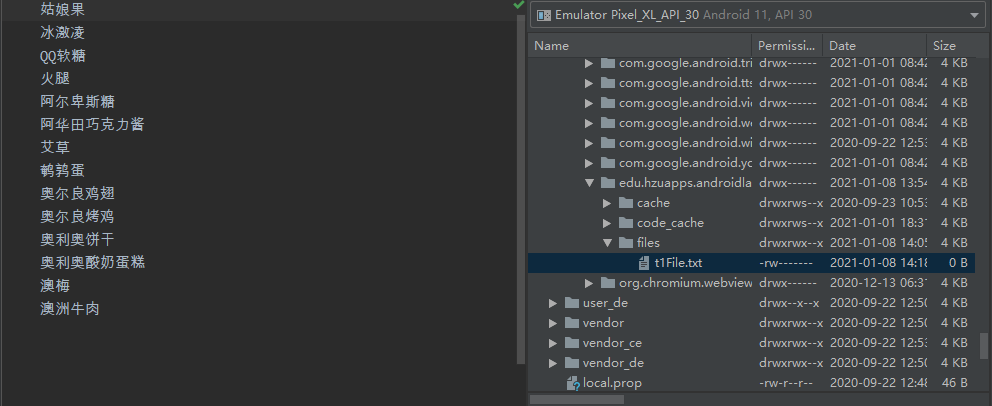 姑娘果
冰激凌
QQ软糖
火腿
阿尔卑斯糖
阿华田巧克力酱
艾草
鹌鹑蛋
奥尔良鸡翅
奥尔良烤鸡
奥利奥饼干
奥利奥酸奶蛋糕
澳梅
澳洲牛肉
Emulator Pixel_XL_API_30 Android 11, API 30
Name Permissi... Date Size
com.google.android.tri drwx------ 2021-01-01 08:42 4 KB
com.google.android.tts drwx------ 2021-01-01 08:42 4 KB
com.google.android.vic drwx------ 2021-01-01 08:42 4 KB
com.google.android.we drwx------ 2021-01-01 08:42 4 KB
com.google.android.wi drwx------ 2020-09-22 12:53 4 KB
com.google.android.yc drwx------ 2021-01-01 08:42 4 KB
edu.hzuapps.androidla drwx------ 2021-01-08 13:54 4 KB
cache drwxrws--x 2020-09-23 10:53 4 KB
code_cache drwxrws--x 2021-01-01 18:31 4 KB
files drwxrwx--x 2021-01-08 14:05 4 KB
t1File.txt -rw------- 2021-01-08 14:18 0 B
org.chromium.webview drwx------ 2020-12-13 06:31 4 KB
user_de drwx--x--x 2020-09-22 12:50 4 KB
vendor drwxrwx--x 2020-09-22 12:50 4 KB
vendor_ce drwxrwx--x 2020-09-22 12:53 4 KB
vendor_de drwxrwx--x 2020-09-22 12:50 4 KB
local.prop -rw-r--r-- 2020-09-22 12:48 46 B